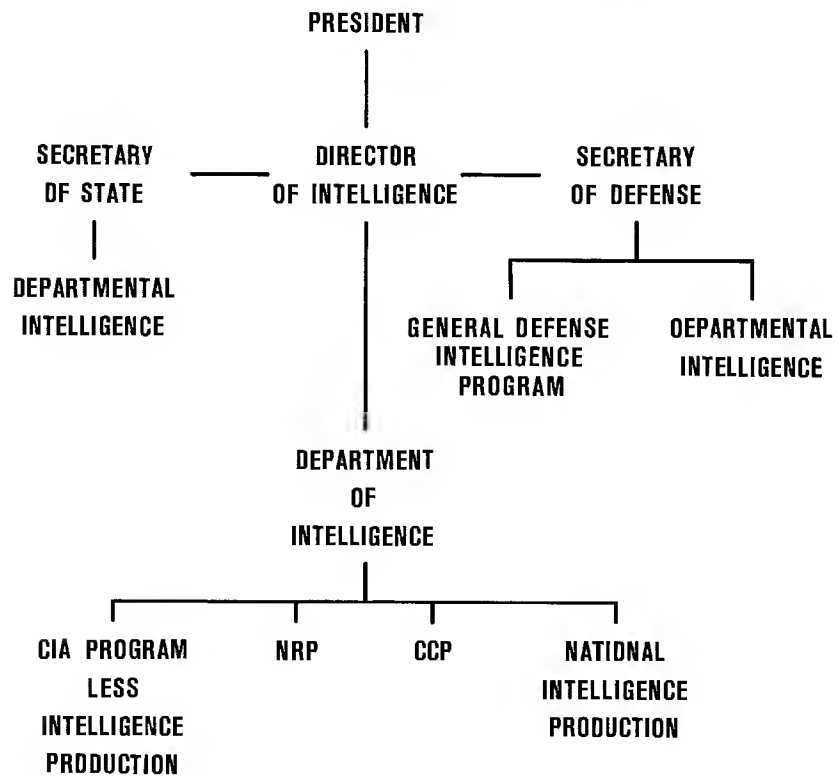 PRESIDENT
SECRETARY
DF STATE
DIRECTOR
OF INTELLIGENCE
SECRETARY
OF DEFENSE
DEPARTMENTAL
INTELLIGENCE
GENERAL DEFENSE
INTELLIGENCE
PROGRAM
OEPARTMENTAL
INTELLIGENCE
DEPARTMENT
OF
INTELLIGENCE
CIA PROGRAM
LESS
INTELLIGENCE
PRDDUCTION
NRP
CCP
NATIDNAL
INTELLIGENCE
PRODUCTION